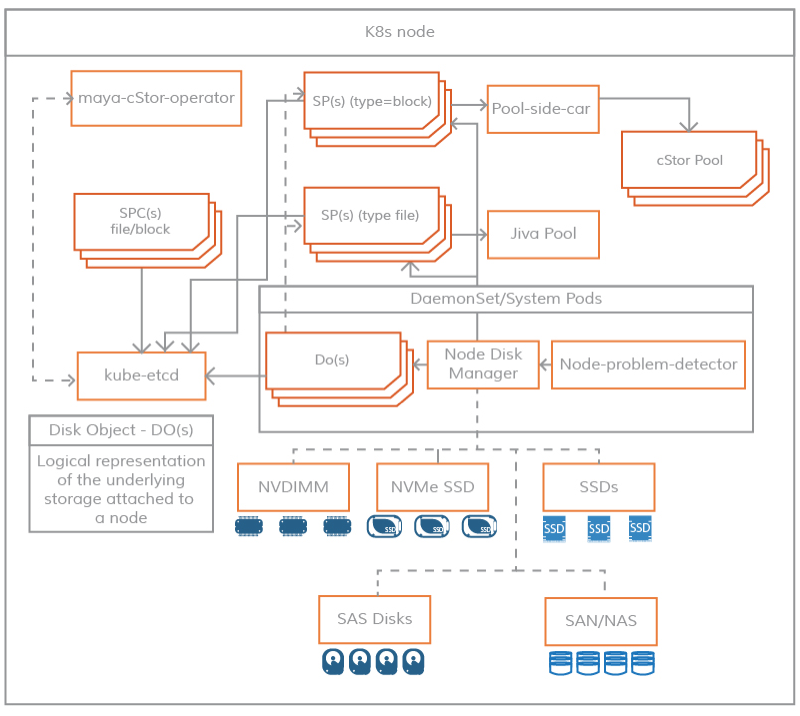 K8s node
maya-cStor-operator
SP(s) (type=block)
Pool-side-car
cStor Pool
SPC(s)
file/block
SP(s) (type file)
Jiva Pool
DaemonSet/System Pods
kube-etcd
Do(s)
Node Disk
Manager
Node-problem-detector
Disk Object - DO(s)
Logical representation
of the underlying
storage attached to
a node
NVDIMM
NVMe SSD
SSDs
SSD
SSD
SSD
SSD
SSD
SSD
SAS Disks
SAN/NAS